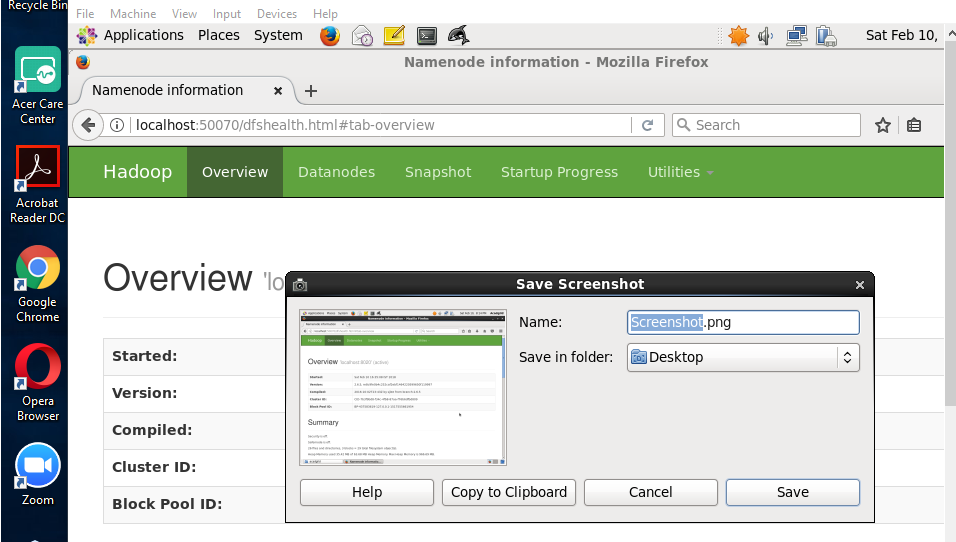 Recycle Bin
File Machine View Input Devices Help
Applications Places System Sat Feb 10,
Namenode information - Mozilla Firefox
Namenode information
localhost:50070/dfshealth.html#tab-overview Search
Hadoop Overview Datanodes Snapshot Startup Progress Utilities
Acer Care
Center
Acrobat
Reader DC
Google
Chrome
Opera
Browser
Zoom
Overview 'lo
Started:
Version:
Compiled:
Cluster ID:
Block Pool ID:
Save Screenshot
Name: Screenshot.png
Save in folder: Desktop
Overview
Summary
Help Copy to Clipboard Cancel Save